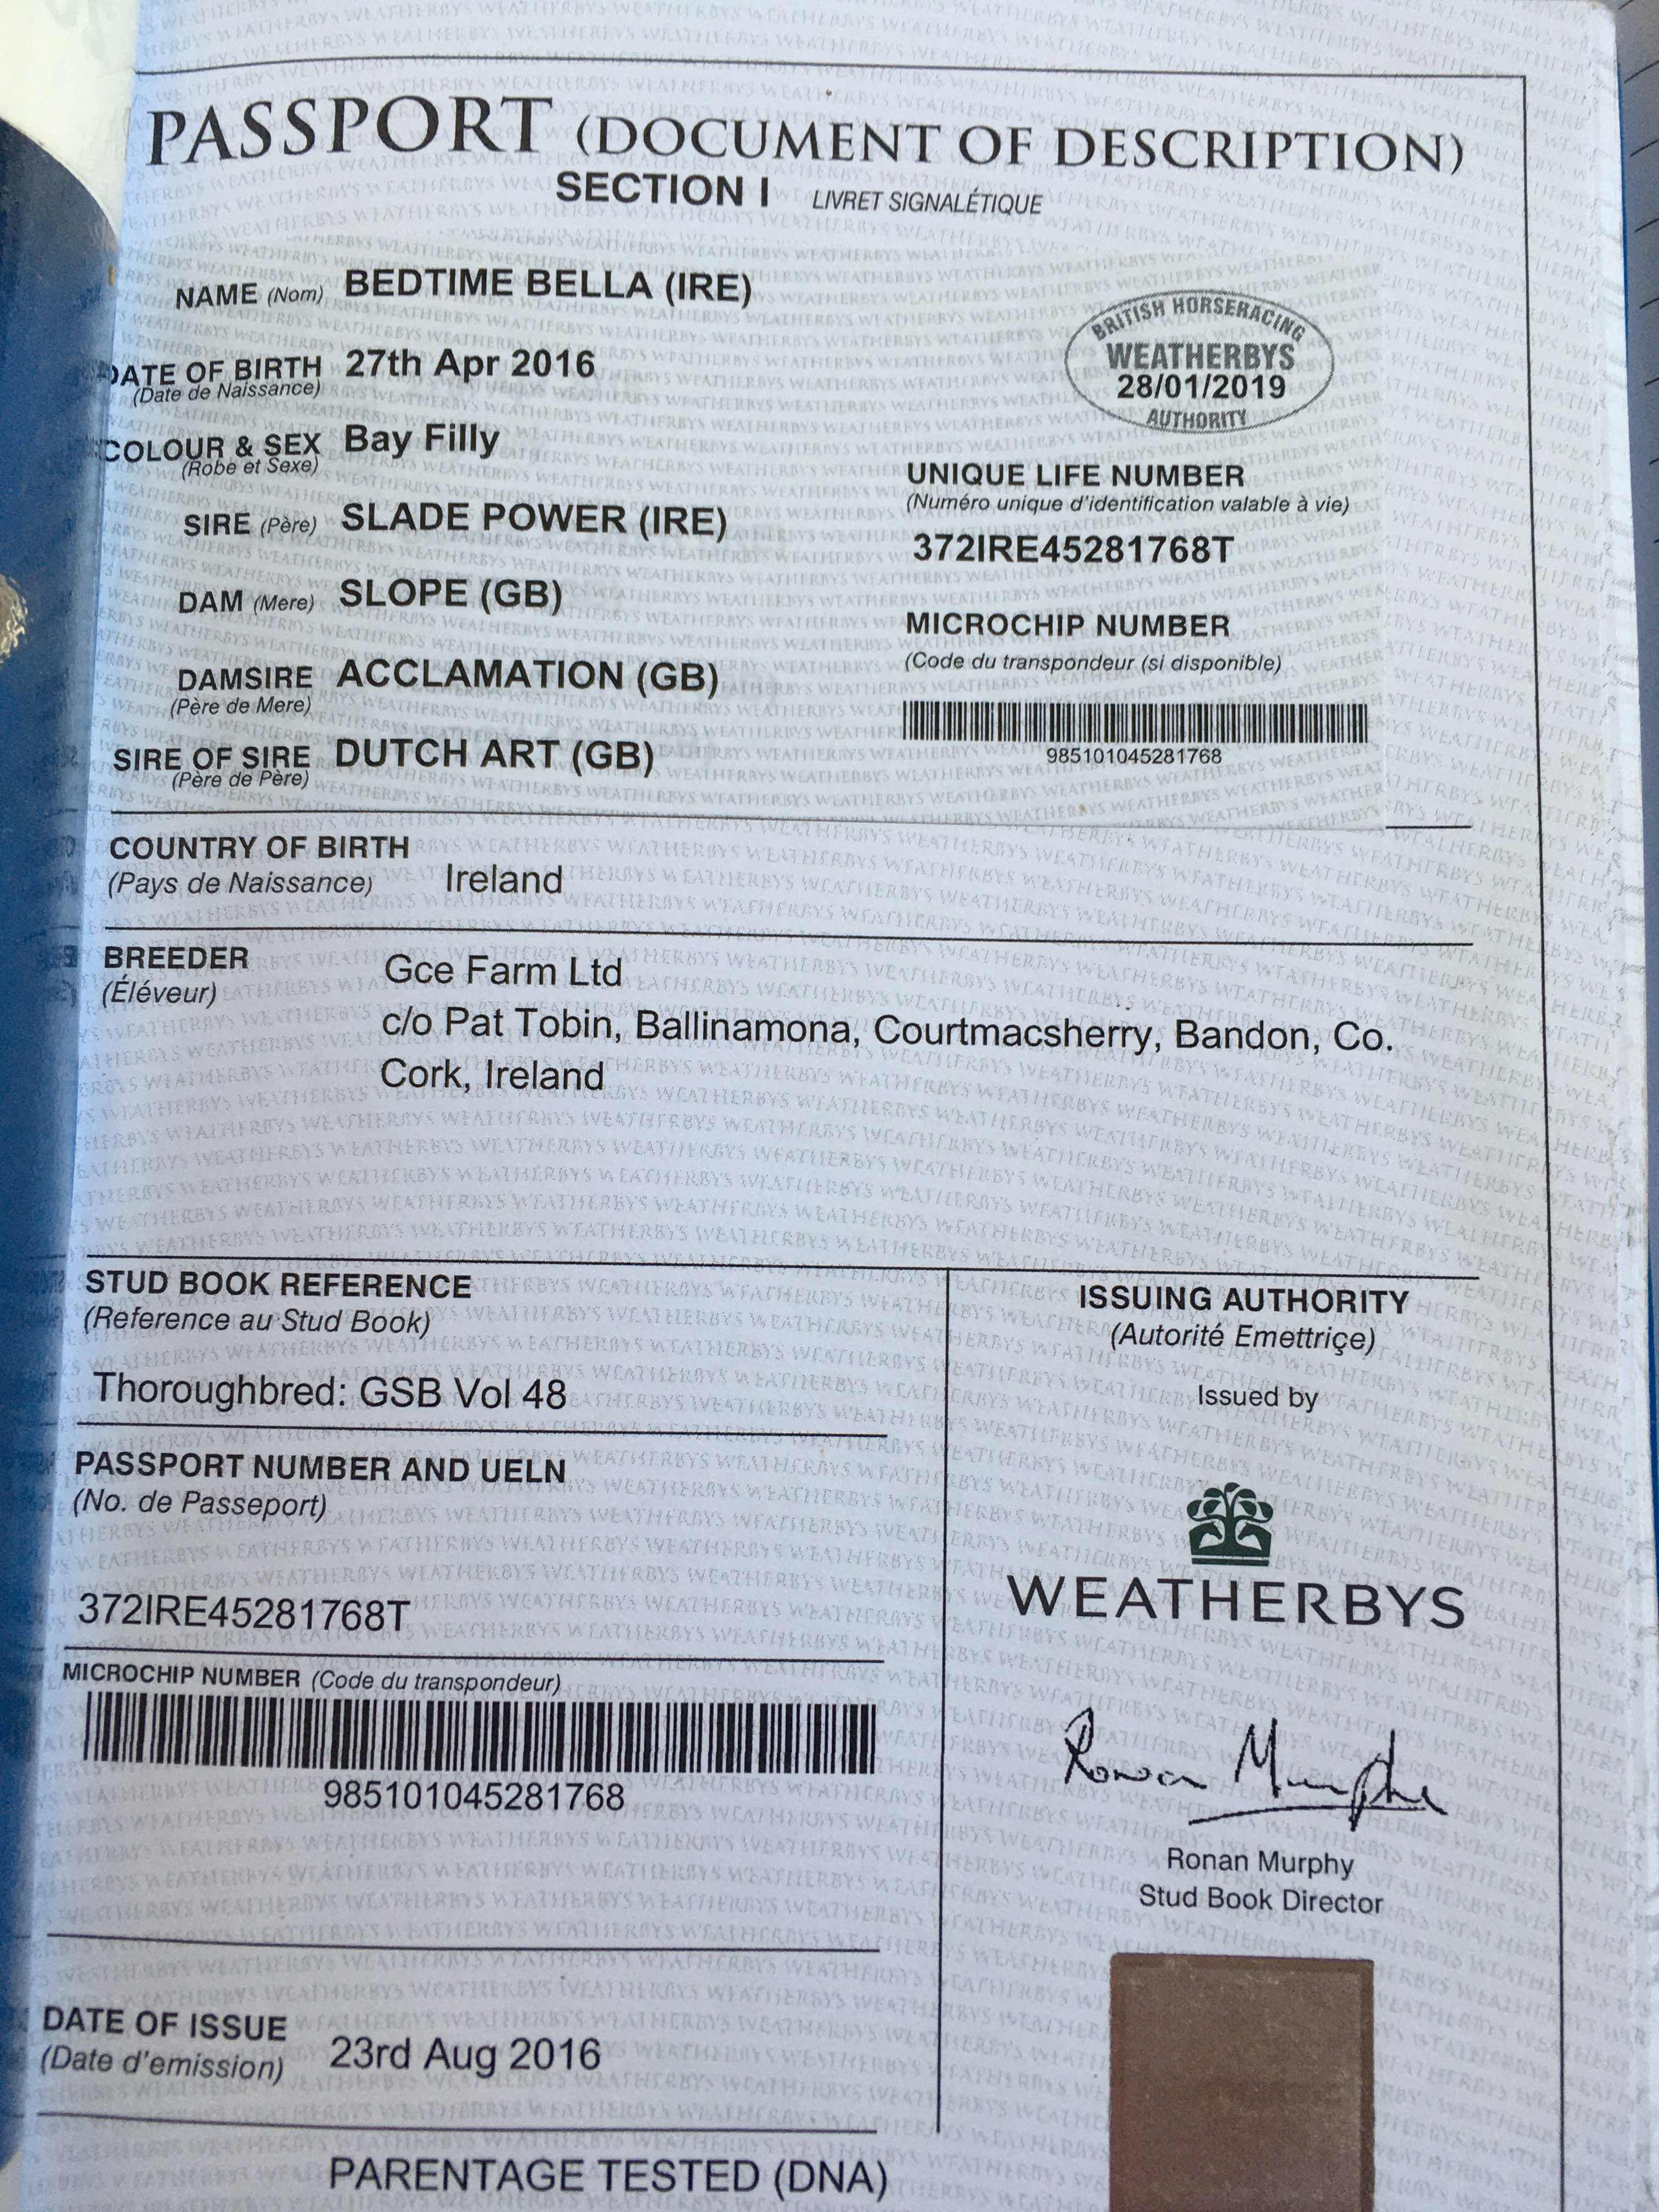 PASSPORT (DOCUMENT OF DESCRIPTION)
SECTION I LIVRET SIGNALÉTIQUE
NAME (Nom) BEDTIME BELLA (IRE)
DATE OF BIRTH 27th Apr 2016
(Date de Naissance)
COLOUR & SEX Bay Filly
(Robe et Sexe)
SIRE (Père) SLADE POWER (IRE)
DAM (Mere) SLOPE (GB)
DAMSIRE ACCLAMATION (GB)
(Père de Mere)
SIRE OF SIRE DUTCH ART (GB)
(Père de Père)
BRITISH HORSERACING
WEATHERBYS
28/01/2019
AUTHORITY
UNIQUE LIFE NUMBER
(Numéro unique d'identification valable à vie)
372IRE45281768T
MICROCHIP NUMBER
(Code du transpondeur (si disponible)
985101045281768
COUNTRY OF BIRTH
(Pays de Naissance) Ireland
BREEDER
(Éléveur)
Gce Farm Ltd
c/o Pat Tobin, Ballinamona, Courtmacsherry, Bandon, Co.
Cork, Ireland
STUD BOOK REFERENCE
(Reference au Stud Book)
Thoroughbred: GSB Vol 48
PASSPORT NUMBER AND UELN
(No. de Passeport)
372IRE45281768T
MICROCHIP NUMBER (Code du transpondeur)
985101045281768
DATE OF ISSUE
(Date d'emission) 23rd Aug 2016
PARENTAGE TESTED (DNA)
ISSUING AUTHORITY
(Autorité Emettriçe)
Issued by
WEATHERBYS
Ronan Murphy
Ronan Murphy
Stud Book Director